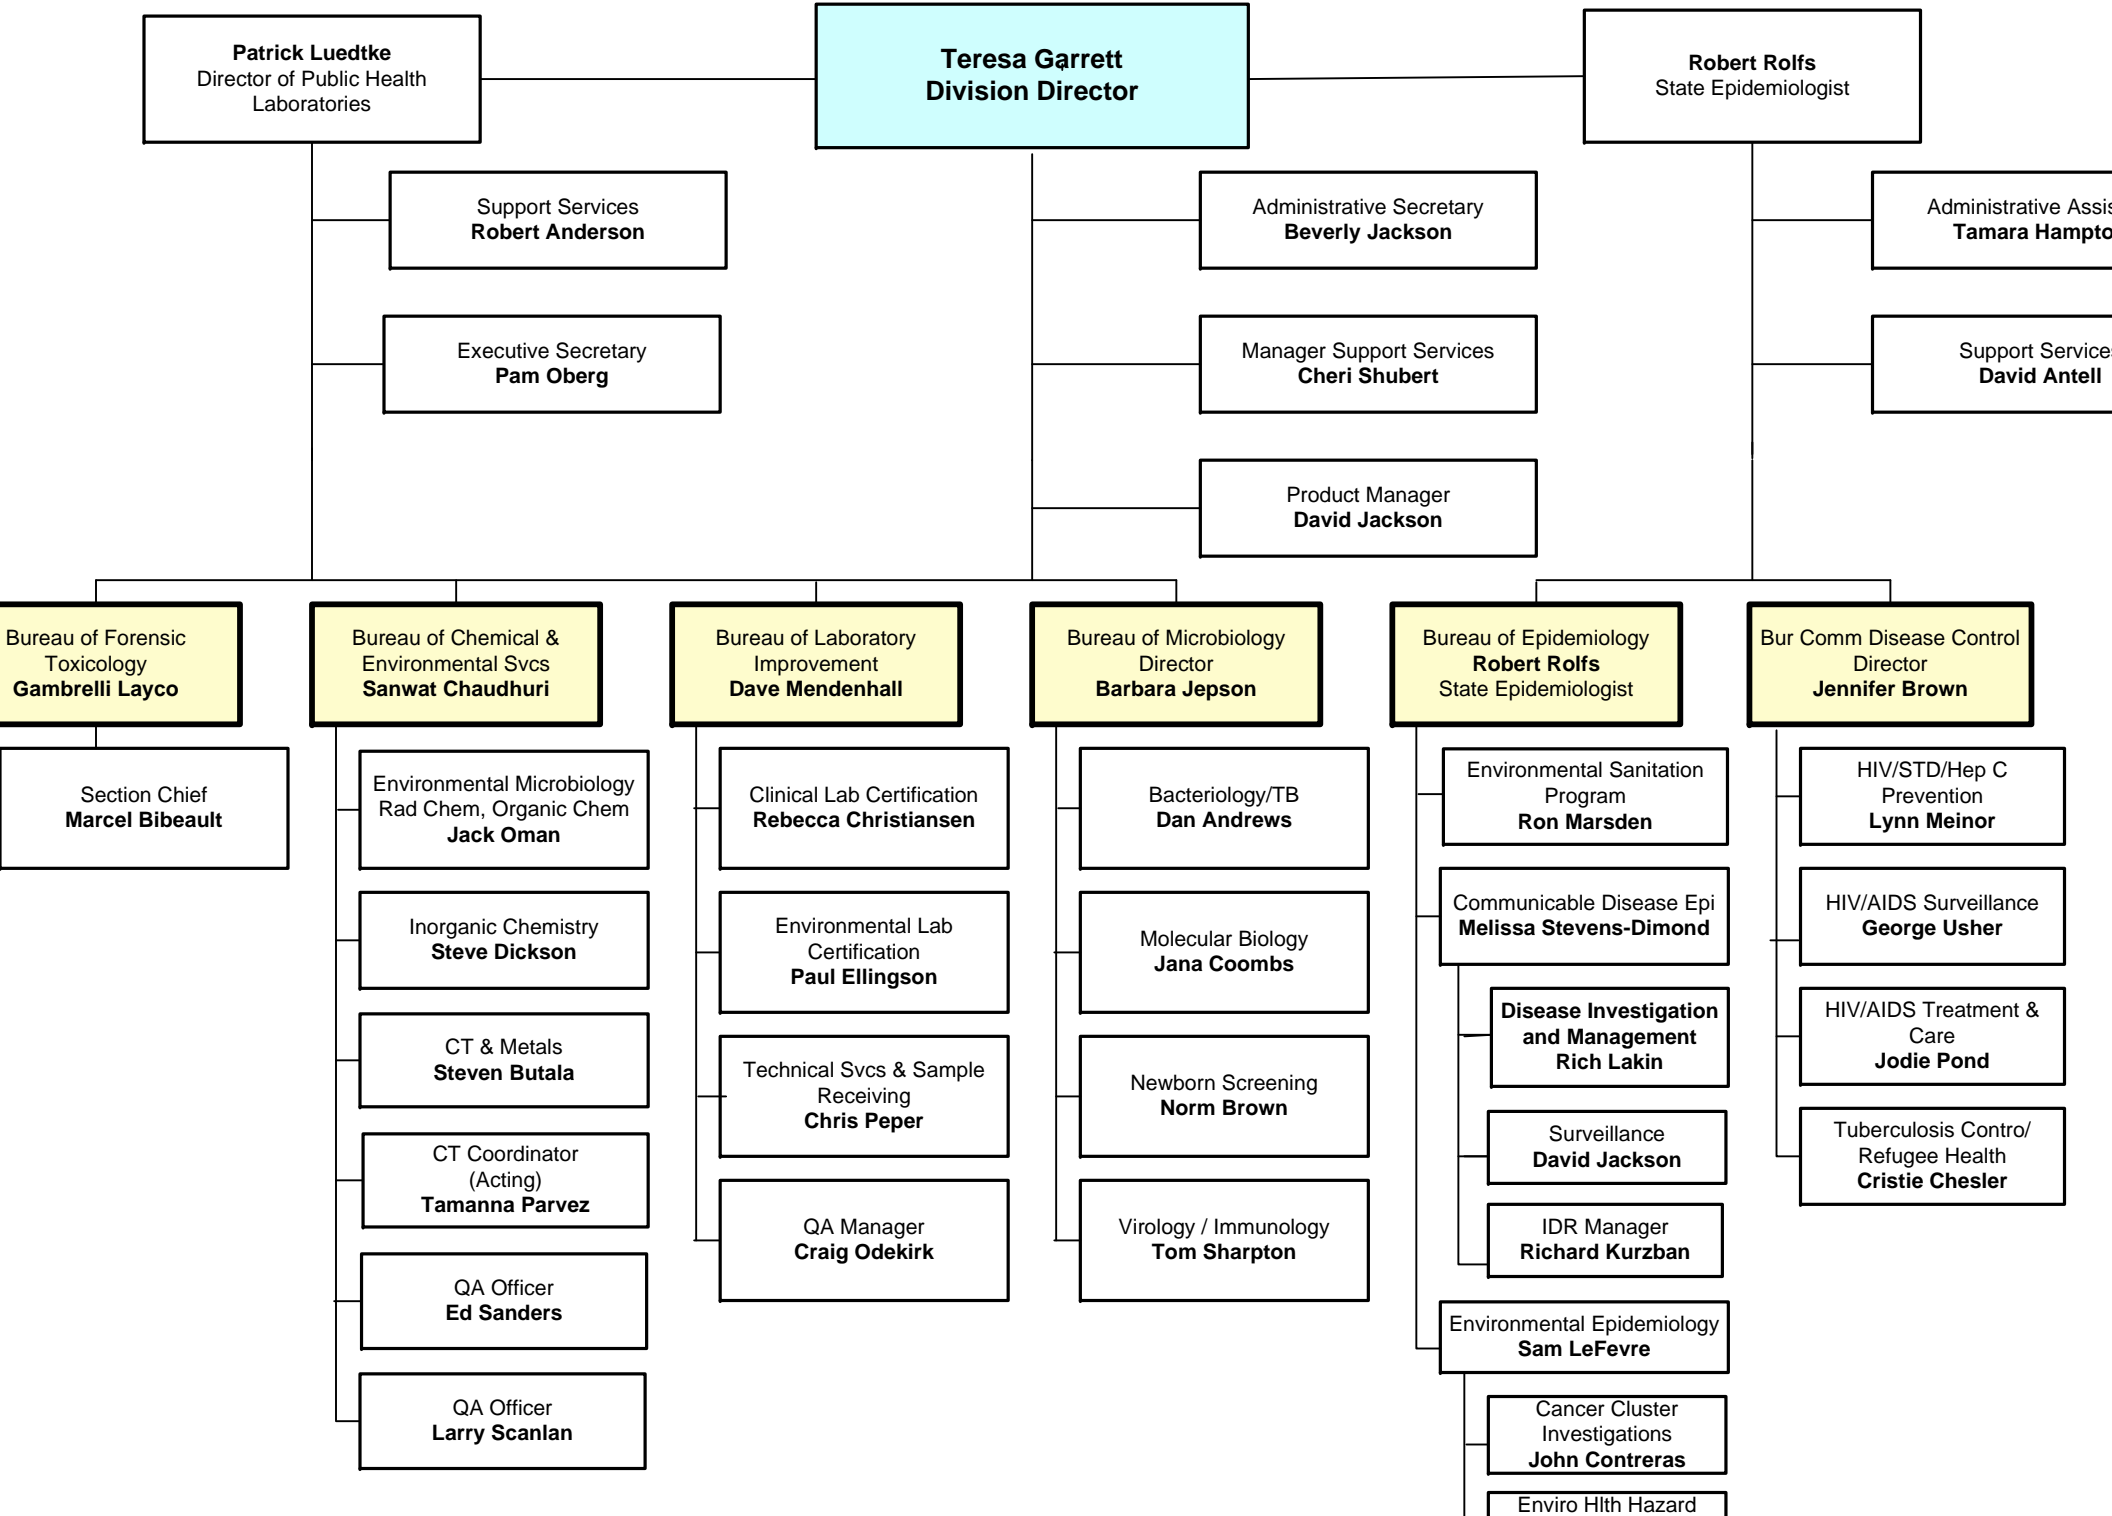 Patrick Luedtke
Director of Public Health
Laboratories
Teresa Garrett
Division Director
Robert Rolfs
State Epidemiologist
Support Services
Robert Anderson
Administrative Secretary
Beverly Jackson
Administrative Assis
Tamara Hampto
Executive Secretary
Pam Oberg
Manager Support Services
Cheri Shubert
Support Services
David Antell
Product Manager
David Jackson
Bureau of Forensic
Toxicology
Gambrelli Layco
Bureau of Chemical &
Environmental Svcs
Sanwat Chaudhuri
Bureau of Laboratory
Improvement
Dave Mendenhall
Bureau of Microbiology
Director
Barbara Jepson
Bureau of Epidemiology
Robert Rolfs
State Epidemiologist
Bur Comm Disease Control
Director
Jennifer Brown
Section Chief
Marcel Bibeault
Environmental Microbiology
Rad Chem, Organic Chem
Jack Oman
Inorganic Chemistry
Steve Dickson
CT & Metals
Steven Butala
CT Coordinator
(Acting)
Tamanna Parvez
QA Officer
Ed Sanders
QA Officer
Larry Scanlan
Clinical Lab Certification
Rebecca Christiansen
Environmental Lab
Certification
Paul Ellingson
Technical Svcs & Sample
Receiving
Chris Peper
QA Manager
Craig Odekirk
Bacteriology/TB
Dan Andrews
Molecular Biology
Jana Coombs
Newborn Screening
Norm Brown
Virology / Immunology
Tom Sharpton
Environmental Sanitation
Program
Ron Marsden
Communicable Disease Epi
Melissa Stevens-Dimond
Disease Investigation
and Management
Rich Lakin
Surveillance
David Jackson
IDR Manager
Richard Kurzban
Environmental Epidemiology
Sam LeFevre
Cancer Cluster
Investigations
John Contreras
Enviro Hlth Hazard
HIV/STD/Hep C
Prevention
Lynn Meinor
HIV/AIDS Surveillance
George Usher
HIV/AIDS Treatment &
Care
Jodie Pond
Tuberculosis Contro/
Refugee Health
Cristie Chesler